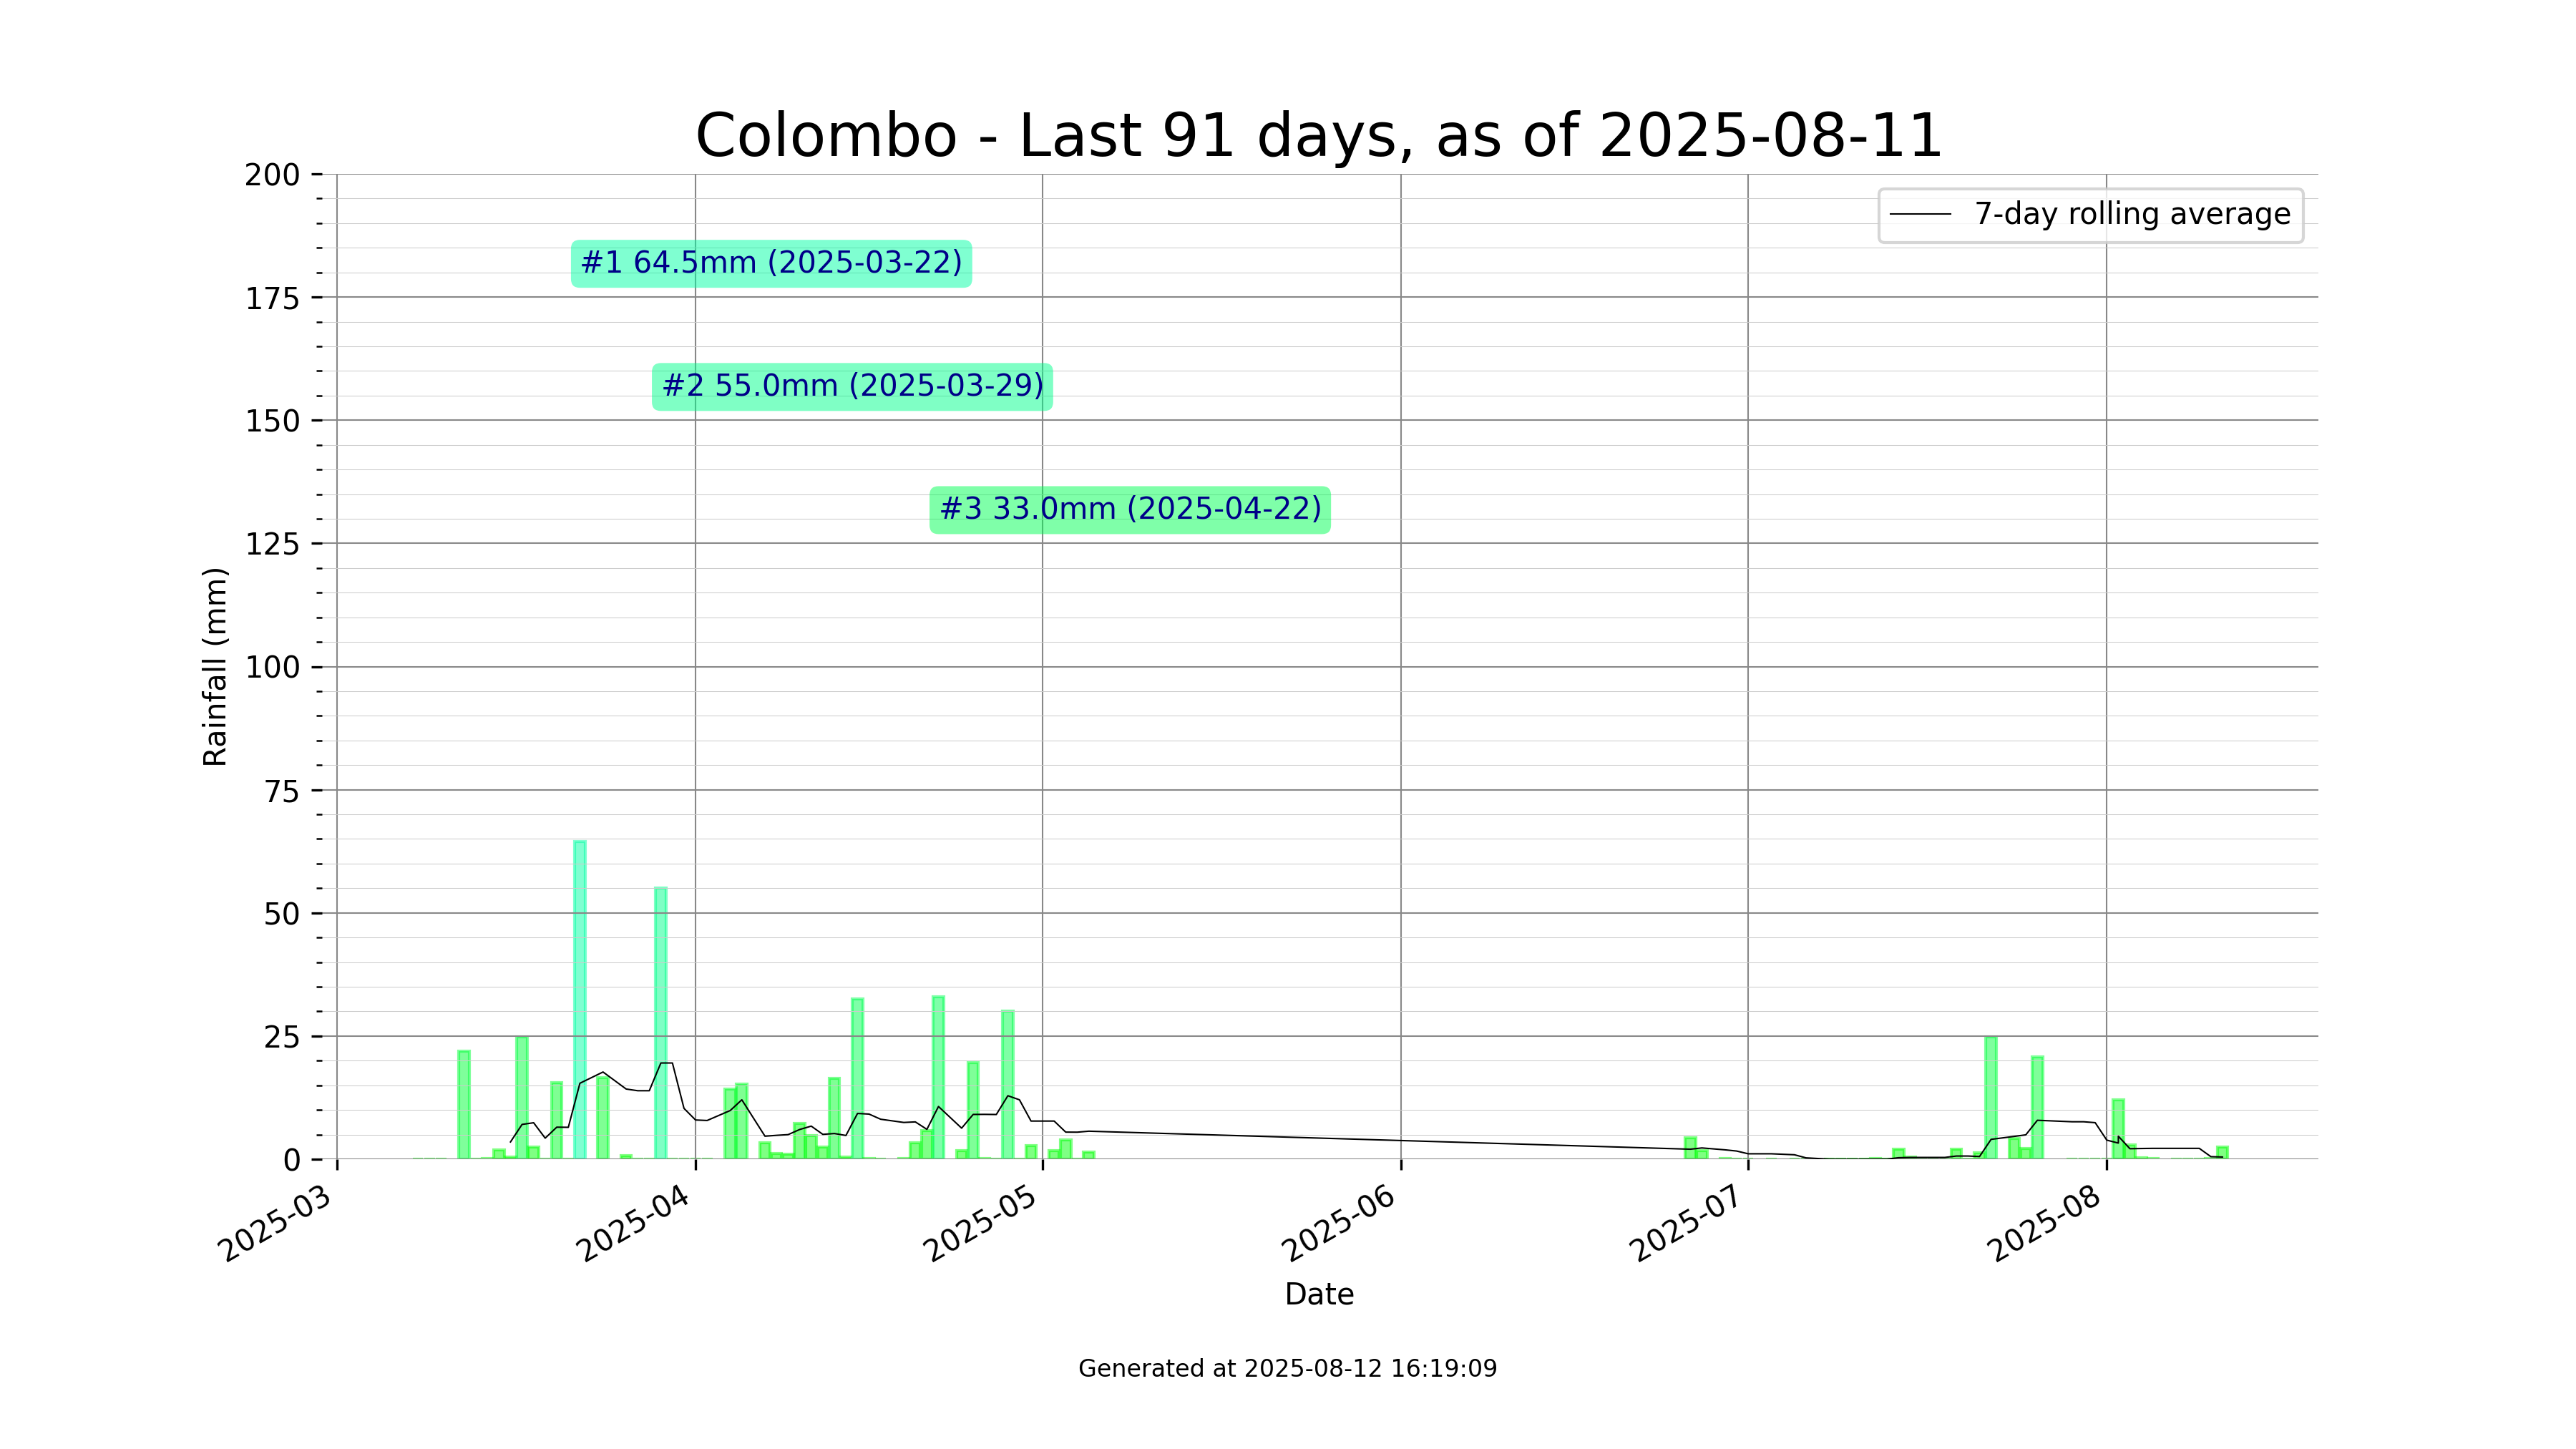 Colombo - Last 91 days, as of 2025-08-11
200
175
150
125
100
75
50
25
0
Rainfall (mm)
7-day rolling average
#1 64.5mm (2025-03-22)
#2 55.0mm (2025-03-29)
#3 33.0mm (2025-04-22)
2025-03
2025-04
2025-05
2025-06
2025-07
2025-08
Date
Generated at 2025-08-12 16:19:09